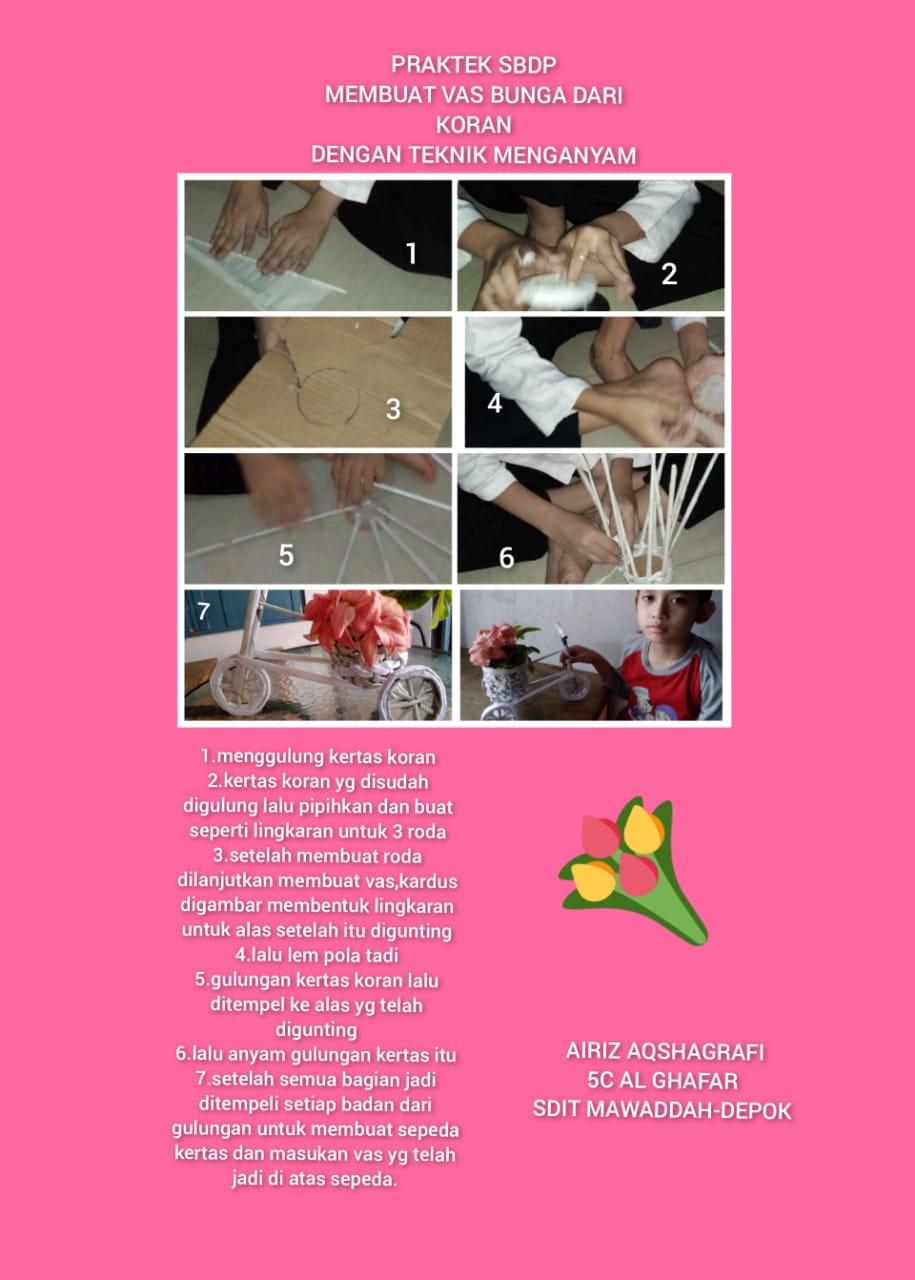 PRAKTEK SBDP
MEMBUAT VAS BUNGA DARI
KORAN
DENGAN TEKNIK MENGANYAM
1
2
3
4
5
6
7
1.menggulung kertas koran
2.kertas koran yg disudah
digulung lalu pipihkan dan buat
seperti lingkaran untuk 3 roda
3.setelah membuat roda
dilanjutkan membuat vas,kardus
digambar membentuk lingkaran
untuk alas setelah itu digunting
4.lalu lem pola tadi
5.gulungan kertas koran lalu
ditempel ke alas yg telah
digunting
6.lalu anyam gulungan kertas itu
7.setelah semua bagian jadi
ditempeli setiap badan dari
gulungan untuk membuat sepeda
kertas dan masukan vas yg telah
jadi di atas sepeda.
AIRIZ AQSHAGRAFI
5C AL GHAFAR
SDIT MAWADDAH-DEPOK